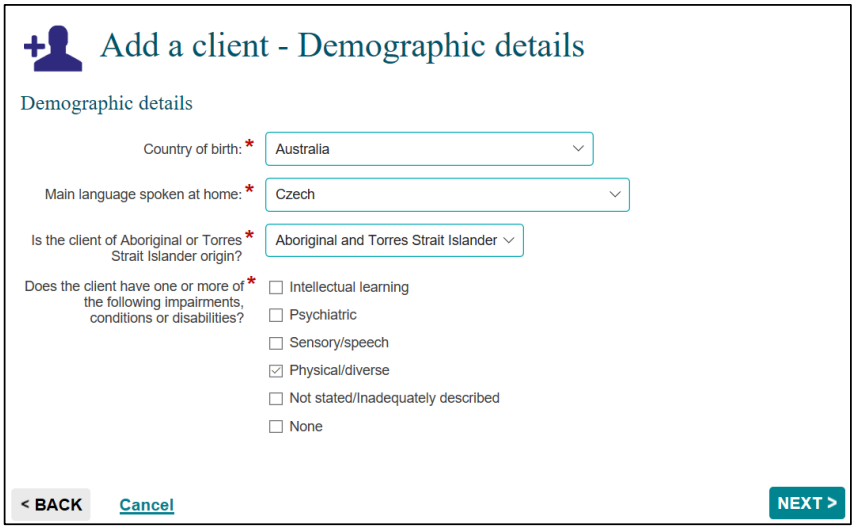 Add a client - Demographic details
Demographic details
Country of birth:* Australia
Main language spoken at home:* Czech
Is the client of Aboriginal or Torres* Aboriginal and Torres Strait Islander
Strait Islander origin?
Does the client have one or more of* Intellectual learning
the following impairments,
conditions or disabilities?
Psychiatric
Sensory/speech
Physical/diverse
Not stated/Inadequately described
None
< BACK Cancel NEXT >